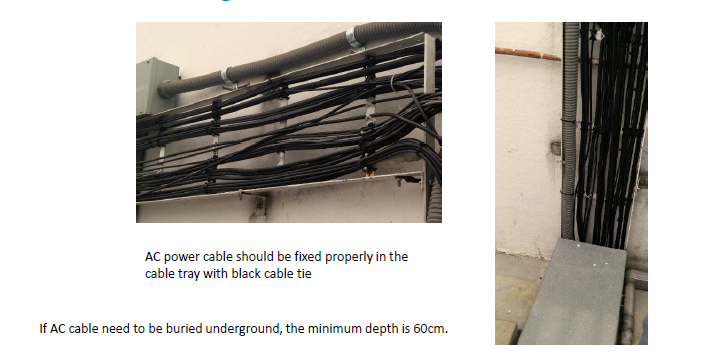 AC power cable should be fixed properly in the
cable tray with black cable tie
If AC cable need to be buried underground, the minimum depth is 60cm.